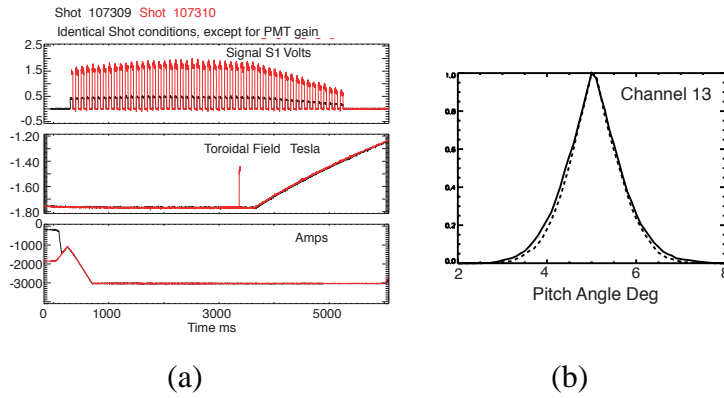 Shot 107309 Shot 107310
Identical Shot conditions, except for PMT gain
Signal S1 Volts
2.5
1.5
0.5
-0.5
Toroidal Field Tesla
-1.20
-1.40
-1.60
-1.80
Amps
0
-1000
-2000
-3000
0 1000 3000 5000
Time ms
(a)
Channel 13
1.0
0.8
0.6
0.4
0.2
0.0
2 4 6 8
Pitch Angle Deg
(b)